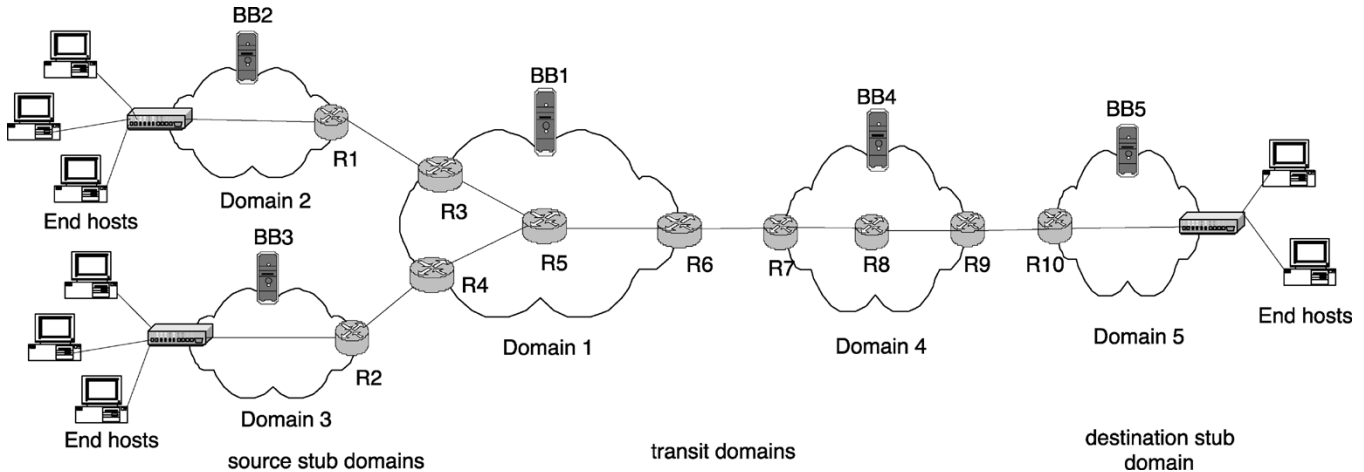 BB2
BB1
BB4
BB5
R1
Domain 2
End hosts
R3
BB3
R5
R4
R6
R7
R8
R9
R10
End hosts
Domain 1
Domain 4
Domain 5
R2
Domain 3
End hosts
source stub domains
transit domains
destination stub
domain